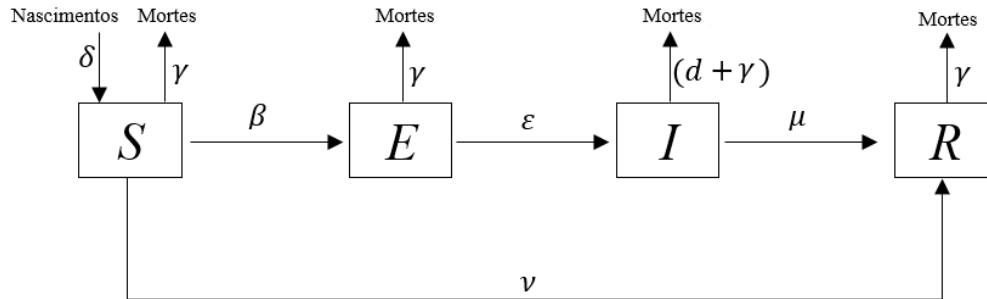 Nascimentos Mortes Mortes Mortes Mortes
δ γ γ (d + γ) γ
S β E ε I μ R
ν